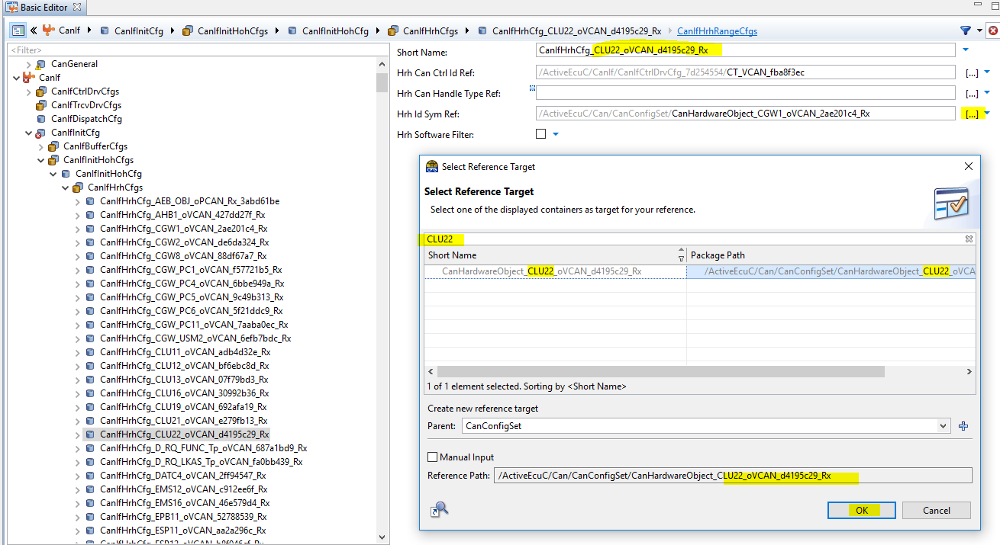 Basic Editor
CanIf
CanIfInitCfg
CanIfInitHohCfgs
CanIfInitHohCfg
CanIfHrhCfgs
CanIfHrhCfg_CLU22_oVCAN_d4195c29_Rx
CanIfHrhRangeCfgs
<Filter>
CanGeneral
CanIf
CanIfCtrlDrvCfgs
CanIfTrcvDrvCfgs
CanIfDispatchCfg
CanIfInitCfg
CanIfBufferCfgs
CanIfInitHohCfgs
CanIfInitHohCfg
CanIfHrhCfgs
CanIfHrhCfg_AEB_OBJ_oPCAN_Rx_3abd61be
CanIfHrhCfg_AHB1_oVCAN_427dd27f_Rx
CanIfHrhCfg_CGW1_oVCAN_2ae201c4_Rx
CanIfHrhCfg_CGW2_oVCAN_de6da324_Rx
CanIfHrhCfg_CGW8_oVCAN_88df67a7_Rx
CanIfHrhCfg_CGW_PC1_oVCAN_f57721b5_Rx
CanIfHrhCfg_CGW_PC4_oVCAN_6bbe949a_Rx
CanIfHrhCfg_CGW_PC5_oVCAN_9c49b313_Rx
CanIfHrhCfg_CGW_PC6_oVCAN_5f21ddc9_Rx
CanIfHrhCfg_CGW_PC11_oVCAN_7aaba0ec_Rx
CanIfHrhCfg_CGW_USM2_oVCAN_6efb7bdc_Rx
CanIfHrhCfg_CLU11_oVCAN_adb4d32e_Rx
CanIfHrhCfg_CLU12_oVCAN_bf6ebc8d_Rx
CanIfHrhCfg_CLU13_oVCAN_07f79bd3_Rx
CanIfHrhCfg_CLU16_oVCAN_30992b36_Rx
CanIfHrhCfg_CLU19_oVCAN_692afa19_Rx
CanIfHrhCfg_CLU21_oVCAN_e279fb13_Rx
CanIfHrhCfg_CLU22_oVCAN_d4195c29_Rx
CanIfHrhCfg_D_RQ_FUNC_Tp_oVCAN_687a1bd9_Rx
CanIfHrhCfg_D_RQ_LKAS_Tp_oVCAN_fa0bb439_Rx
CanIfHrhCfg_DATC4_oVCAN_2ff94547_Rx
CanIfHrhCfg_EMS12_oVCAN_c912ee6f_Rx
CanIfHrhCfg_EMS16_oVCAN_46e579d4_Rx
CanIfHrhCfg_EPB11_oVCAN_52788539_Rx
CanIfHrhCfg_ESP11_oVCAN_aa2a296c_Rx
Short Name: CanIfHrhCfg_CLU22_oVCAN_d4195c29_Rx
Hrh Can Ctrl Id Ref: /ActiveEcuC/CanIf/CanIfCtrlDrvCfg_7d254554/CT_VCAN_fba8f3ec [...]
Hrh Can Handle Type Ref: [...]
Hrh Id Sym Ref: /ActiveEcuC/Can/CanConfigSet/CanHardwareObject_CGW1_oVCAN_2ae201c4_Rx [...]
Hrh Software Filter:
Select Reference Target
Select Reference Target
Select one of the displayed containers as target for your reference.
CLU22
Short Name Package Path
CanHardwareObject_CLU22_oVCAN_d4195c29_Rx /ActiveEcuC/Can/CanConfigSet/CanHardwareObject_CLU22_oVCA
1 of 1 element selected. Sorting by <Short Name>
Create new reference target
Parent: CanConfigSet
Manual Input
Reference Path: /ActiveEcuC/Can/CanConfigSet/CanHardwareObject_CLU22_oVCAN_d4195c29_Rx
OK Cancel